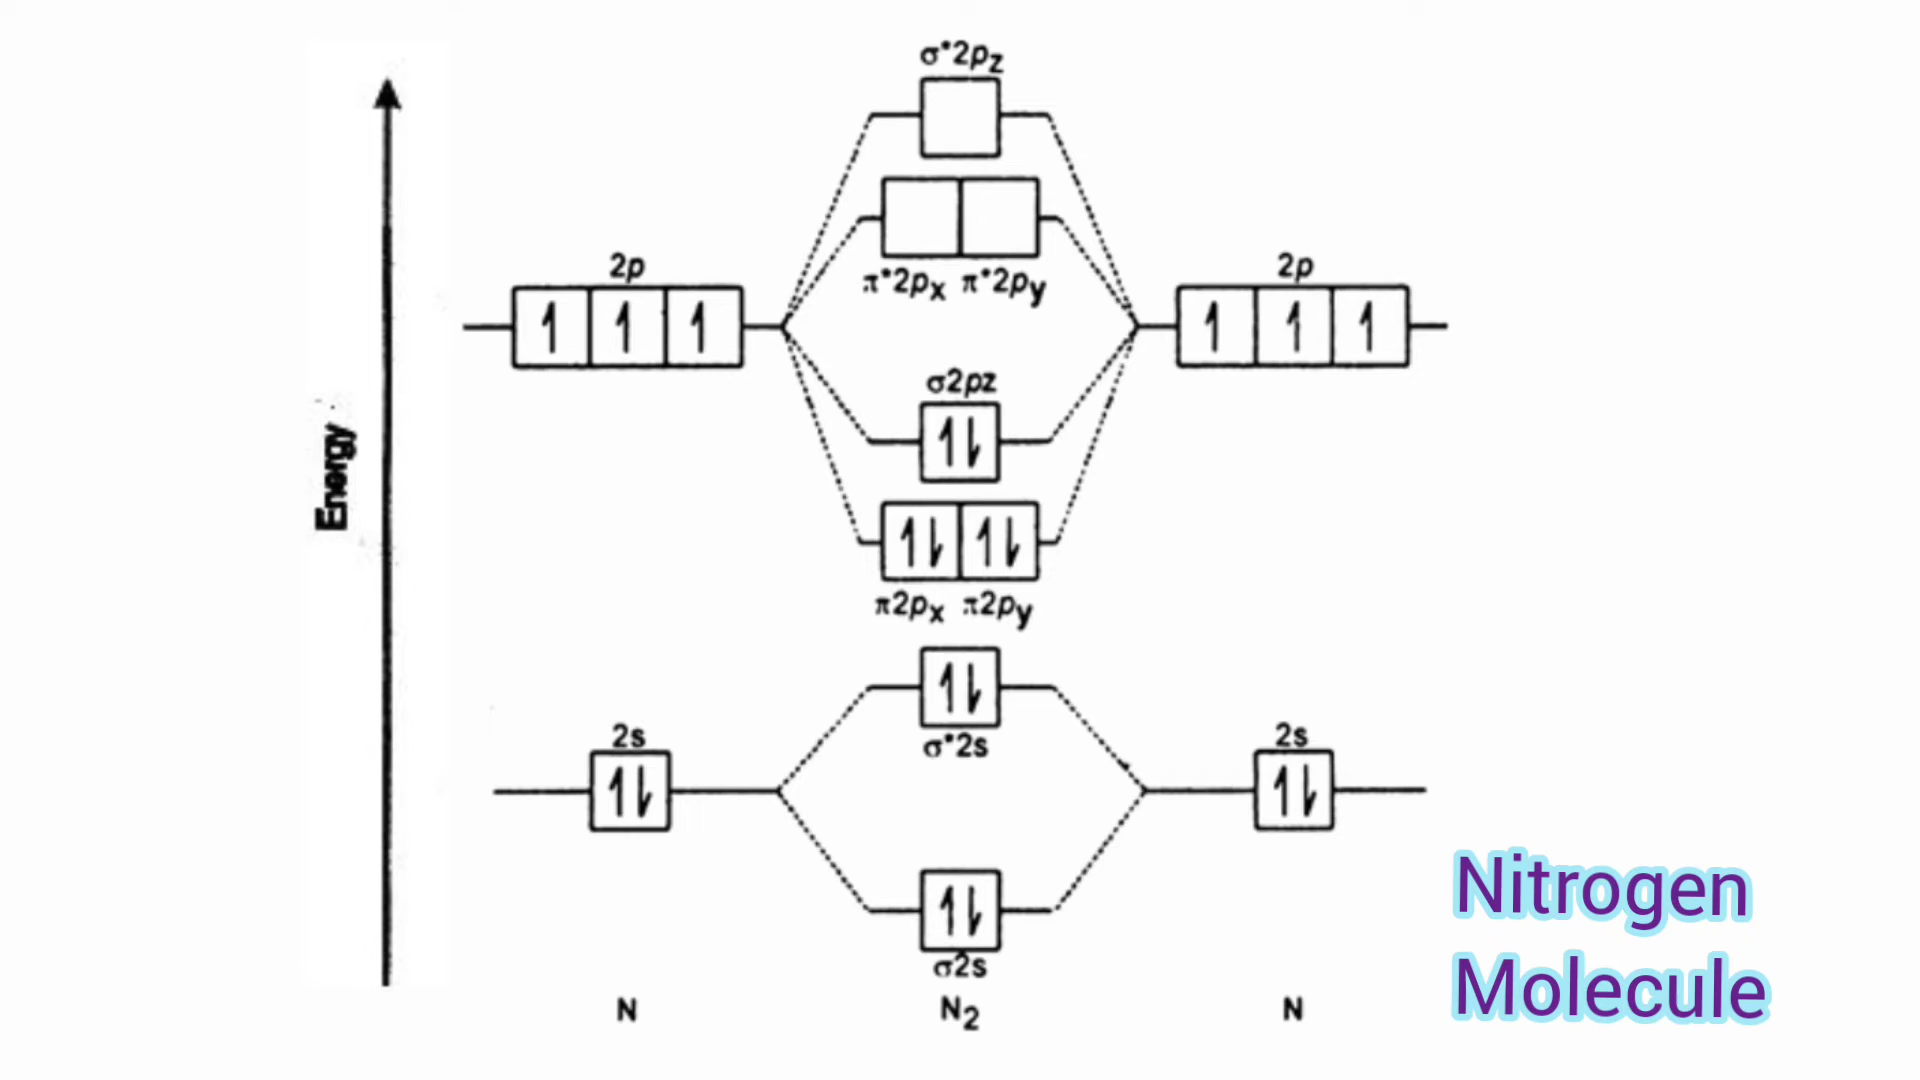 σ*2pz
π*2px π*2py
2p
2p
σ2pz
Energy
π2px π2py
2s
σ*2s
2s
σ2s
N
N2
N
Nitrogen
Molecule